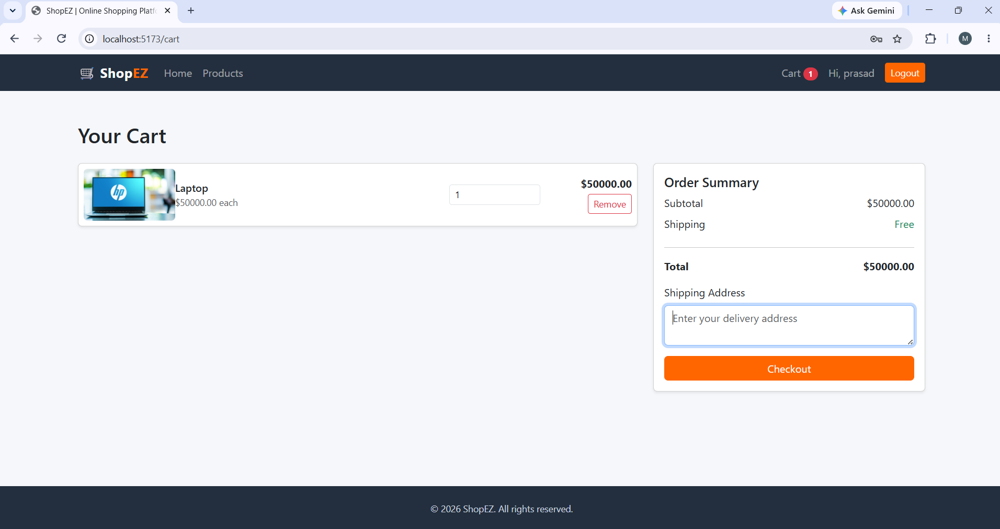 ShopEZ | Online Shopping Platf
Ask Gemini
localhost:5173/cart
M
ShopEZ
Home
Products
Cart 1
Hi, prasad
Logout
Your Cart
hp
Laptop
$50000.00 each
1
$50000.00
Remove
Order Summary
Subtotal $50000.00
Shipping Free
Total $50000.00
Shipping Address
Enter your delivery address
Checkout
© 2026 ShopEZ. All rights reserved.